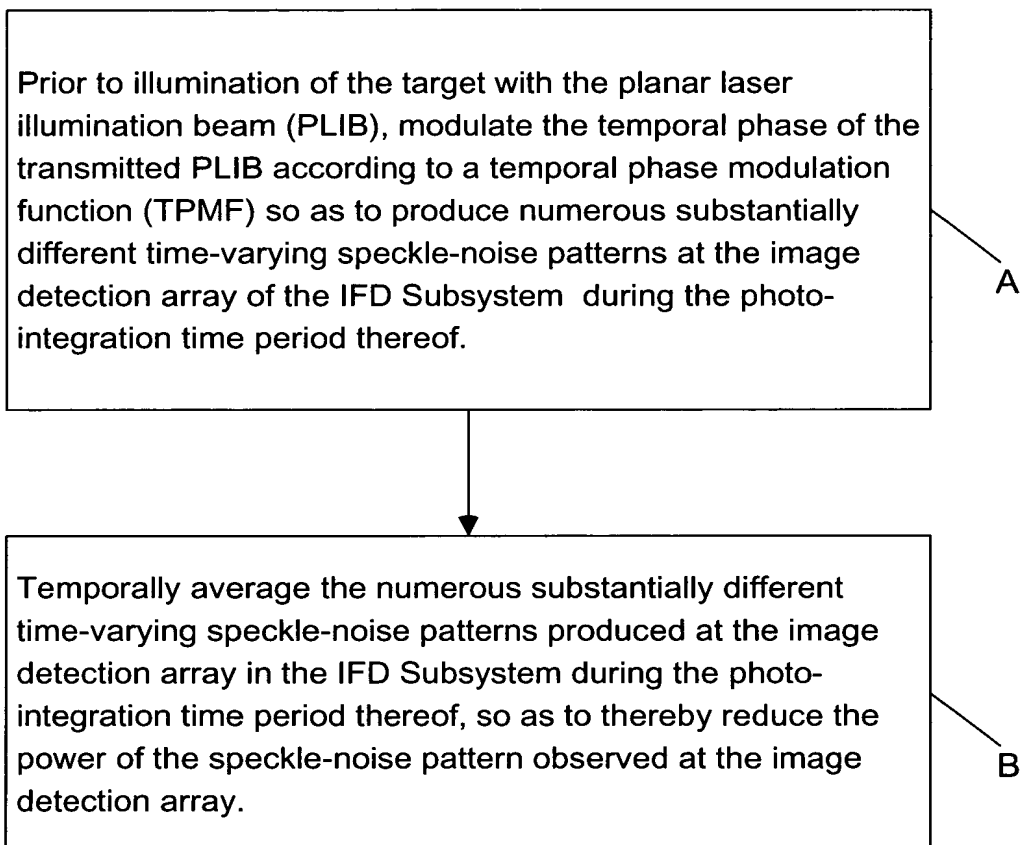 Prior to illumination of the target with the planar laser
illumination beam (PLIB), modulate the temporal phase of the
transmitted PLIB according to a temporal phase modulation
function (TPMF) so as to produce numerous substantially
different time-varying speckle-noise patterns at the image
detection array of the IFD Subsystem during the photo-
integration time period thereof.
A
Temporally average the numerous substantially different
time-varying speckle-noise patterns produced at the image
detection array in the IFD Subsystem during the photo-
integration time period thereof, so as to thereby reduce the
power of the speckle-noise pattern observed at the image
detection array.
B